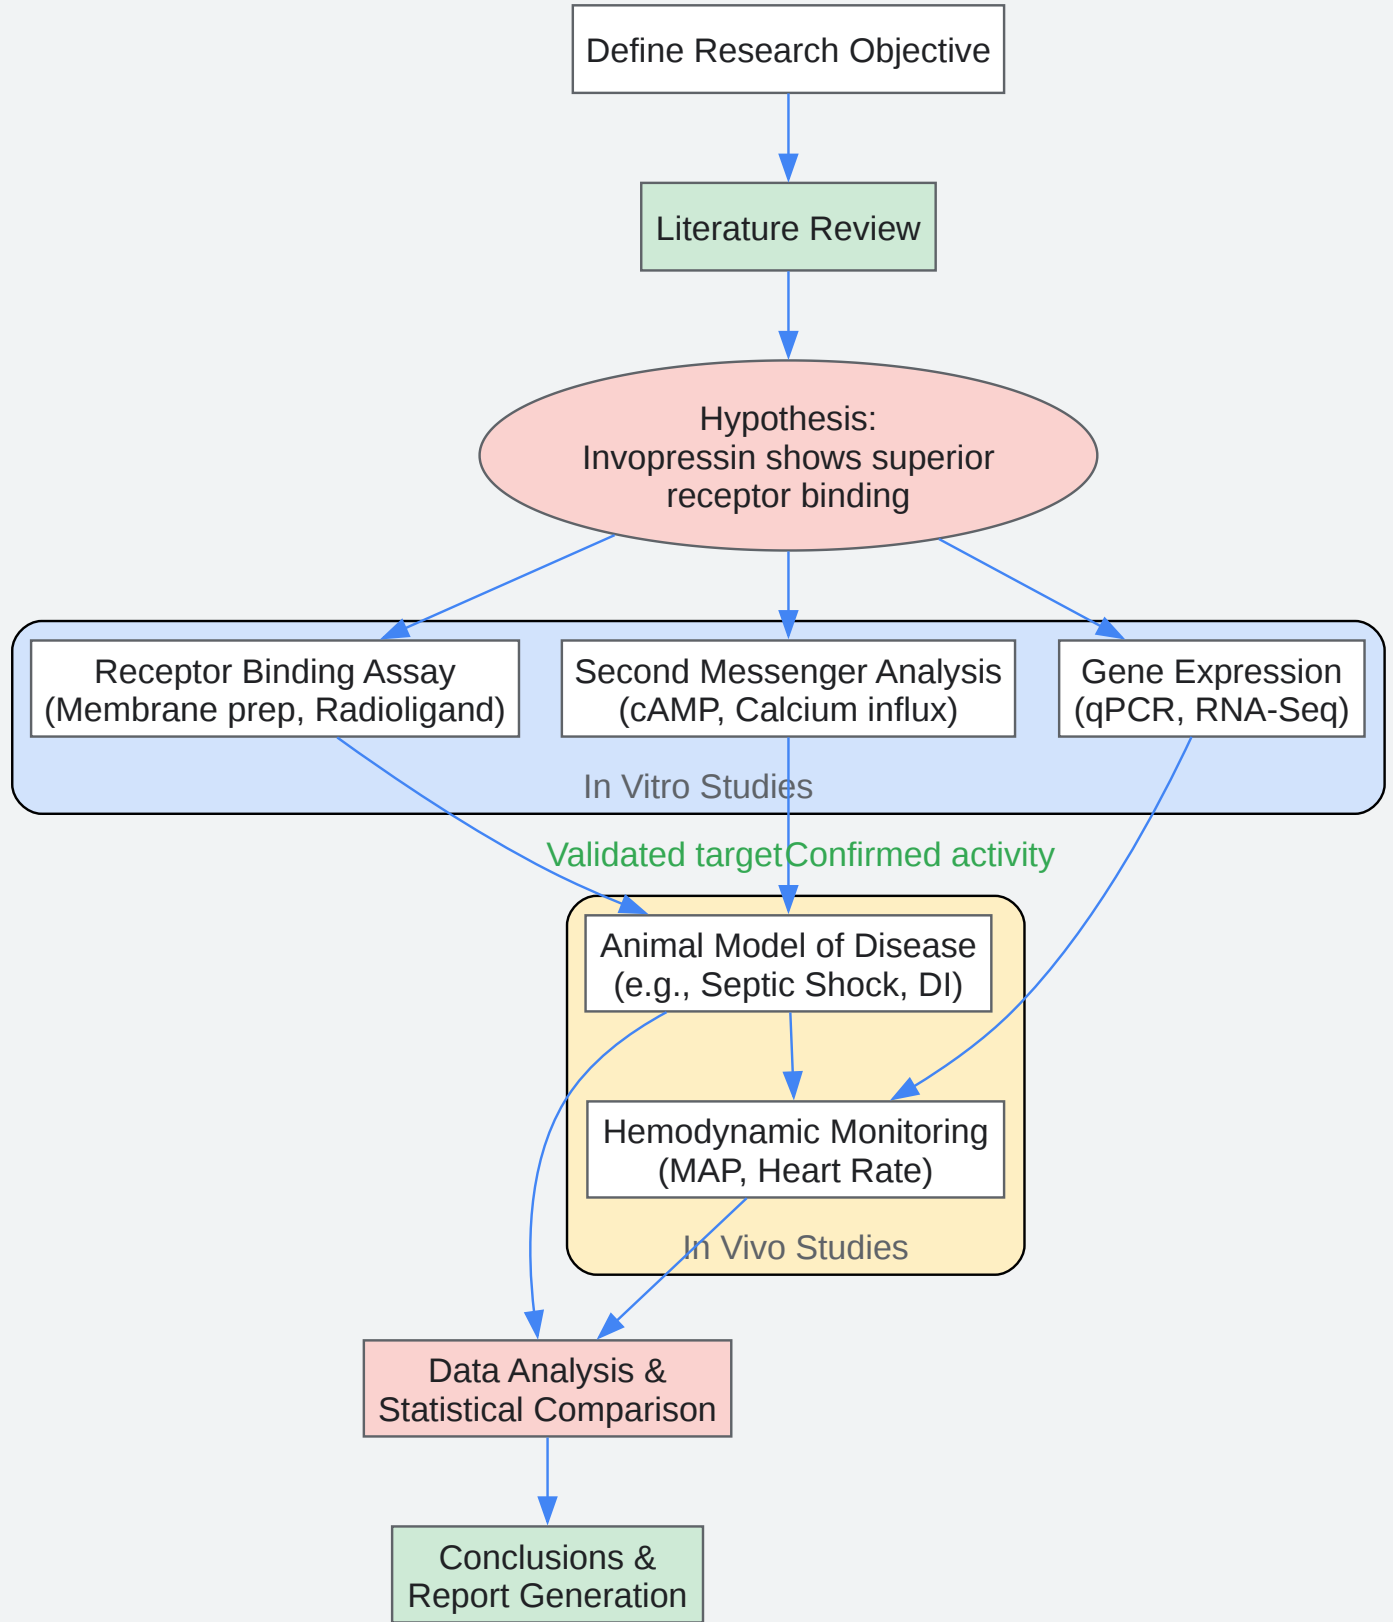 Define Research Objective
Literature Review
Hypothesis:
Invopressin shows superior
receptor binding
Receptor Binding Assay
(Membrane prep, Radioligand)
Second Messenger Analysis
(cAMP, Calcium influx)
Gene Expression
(qPCR, RNA-Seq)
In Vitro Studies
Validated target
Confirmed activity
Animal Model of Disease
(e.g., Septic Shock, DI)
Hemodynamic Monitoring
(MAP, Heart Rate)
In Vivo Studies
Data Analysis &
Statistical Comparison
Conclusions &
Report Generation